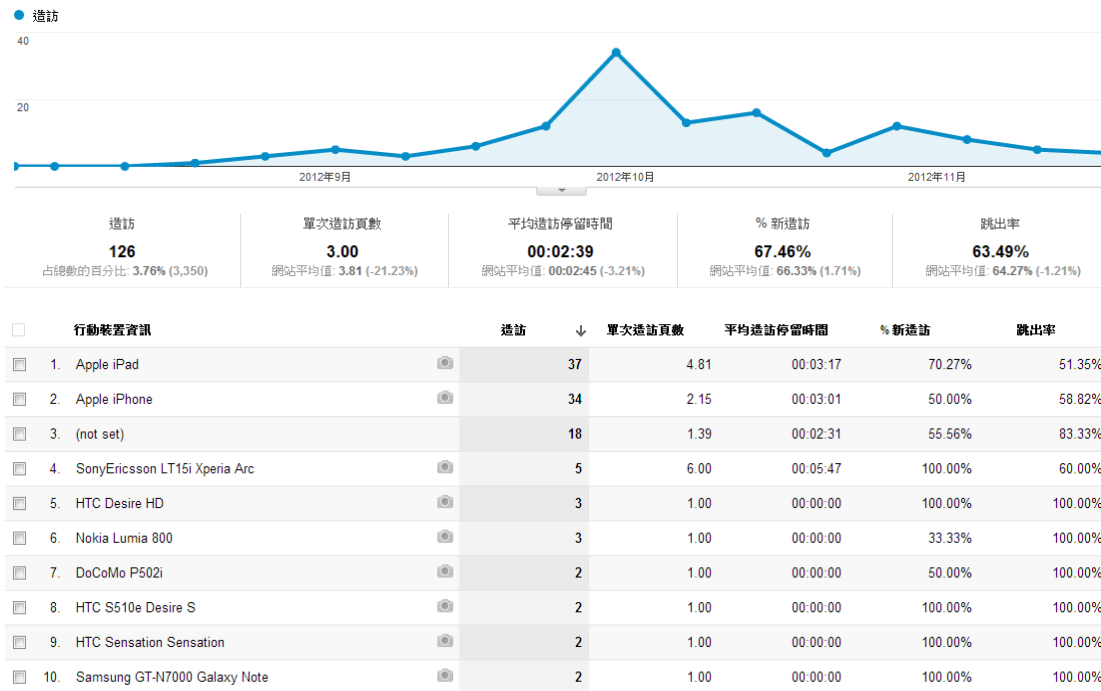 造訪
40
20
2012年9月 2012年10月 2012年11月
造訪 單次造訪頁數 平均造訪停留時間 % 新造訪 跳出率
126 3.00 00:02:39 67.46% 63.49%
占總數的百分比: 3.76% (3,350) 網站平均值: 3.81 (-21.23%) 網站平均值: 00:02:45 (-3.21%) 網站平均值: 66.33% (1.71%) 網站平均值: 64.27% (-1.21%)
行動裝置資訊 造訪 ↓ 單次造訪頁數 平均造訪停留時間 % 新造訪 跳出率
1. Apple iPad 37 4.81 00:03:17 70.27% 51.35%
2. Apple iPhone 34 2.15 00:03:01 50.00% 58.82%
3. (not set) 18 1.39 00:02:31 55.56% 83.33%
4. SonyEricsson LT15i Xperia Arc 5 6.00 00:05:47 100.00% 60.00%
5. HTC Desire HD 3 1.00 00:00:00 100.00% 100.00%
6. Nokia Lumia 800 3 1.00 00:00:00 33.33% 100.00%
7. DoCoMo P502i 2 1.00 00:00:00 50.00% 100.00%
8. HTC S510e Desire S 2 1.00 00:00:00 100.00% 100.00%
9. HTC Sensation Sensation 2 1.00 00:00:00 100.00% 100.00%
10. Samsung GT-N7000 Galaxy Note 2 1.00 00:00:00 100.00% 100.00%